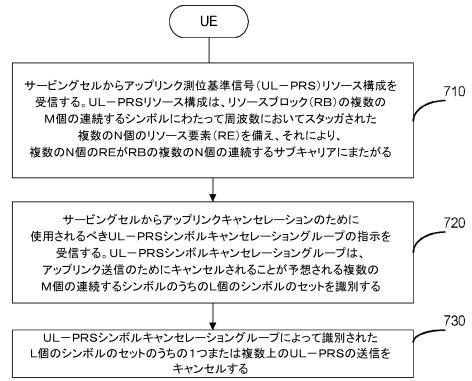 UE
サービングセルからアップリンク測位基準信号(UL-PRS)リソース構成を
受信する。UL-PRSリソース構成は、リソースブロック(RB)の複数の
M個の連続するシンボルにわたって周波数においてスタッガされた
複数のN個のリソース要素(RE)を備え、それにより、
複数のN個のREがRBの複数のN個の連続するサブキャリアにまたがる
710
サービングセルからアップリンクキャンセレーションのために
使用されるべきUL-PRSシンボルキャンセレーショングループの指示を
受信する。UL-PRSシンボルキャンセレーショングループは、
アップリンク送信のためにキャンセルされることが予想される複数の
M個の連続するシンボルのうちのL個のシンボルのセットを識別する
720
UL-PRSシンボルキャンセレーショングループによって識別された
L個のシンボルのセットのうちの1つまたは複数上のUL-PRSの送信を
キャンセルする
730